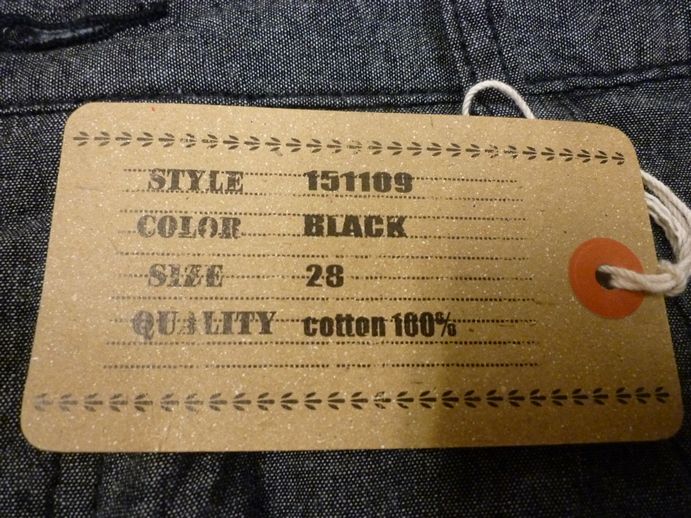 STYLE 151109
COLOR BLACK
SIZE 28
QUALITY cotton 100%